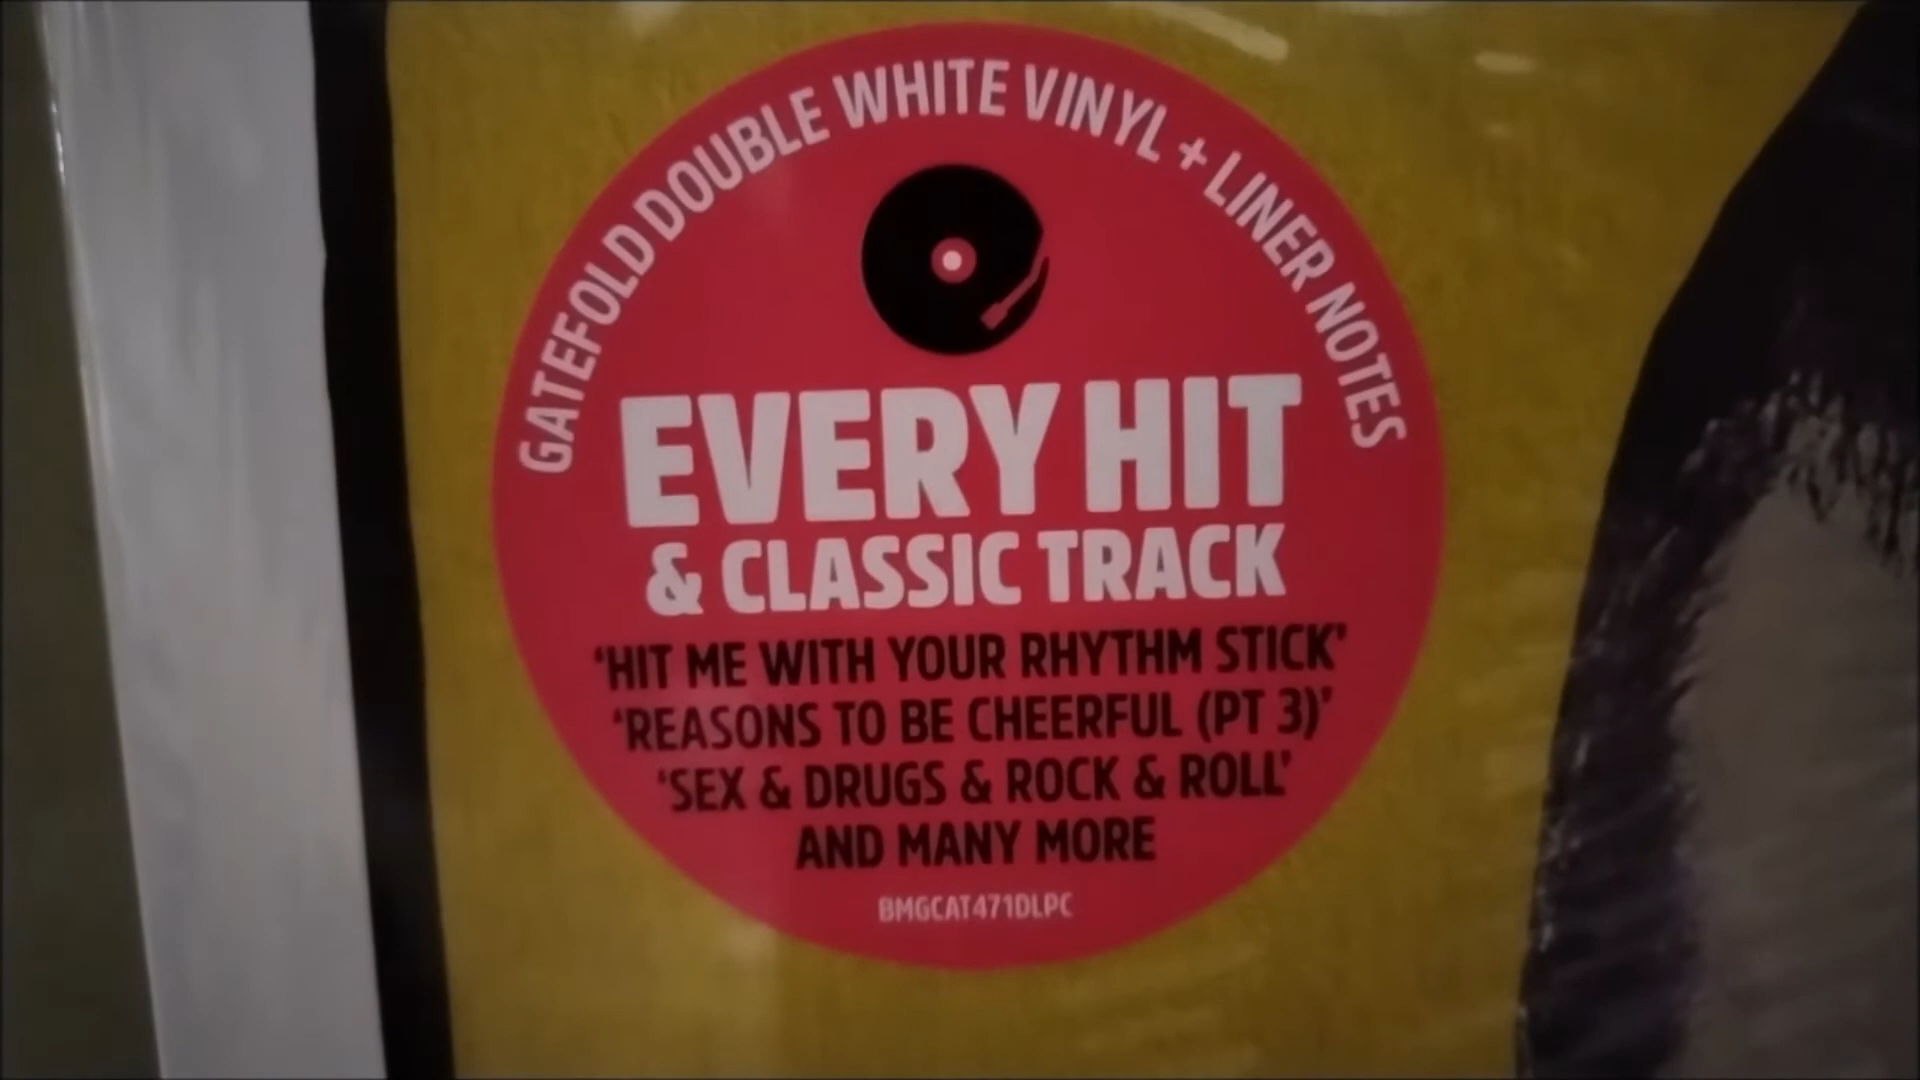 GATEFOLD DOUBLE WHITE VINYL + LINER NOTES
EVERY HIT
& CLASSIC TRACK
‘HIT ME WITH YOUR RHYTHM STICK’
‘REASONS TO BE CHEERFUL (PT 3)’
‘SEX & DRUGS & ROCK & ROLL’
AND MANY MORE
BMGCAT471DLPC